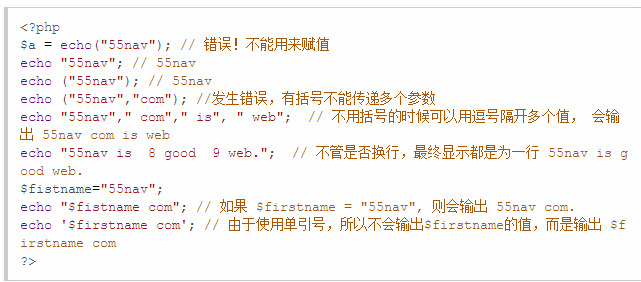 <?php
$a = echo("55nav"); // 错误！不能用来赋值
echo "55nav"; // 55nav
echo ("55nav"); // 55nav
echo ("55nav","com"); //发生错误，有括号不能传递多个参数
echo "55nav"," com"," is", " web";  // 不用括号的时候可以用逗号隔开多个值， 会输
出 55nav com is web
echo "55nav is  8 good  9 web.";  // 不管是否换行，最终显示都是为一行 55nav is g
ood web.
$fistname="55nav";
echo "$fistname com"; // 如果 $firstname = "55nav", 则会输出 55nav com.
echo '$firstname com'; // 由于使用单引号，所以不会输出$firstname的值，而是输出 $f
irstname com
?>